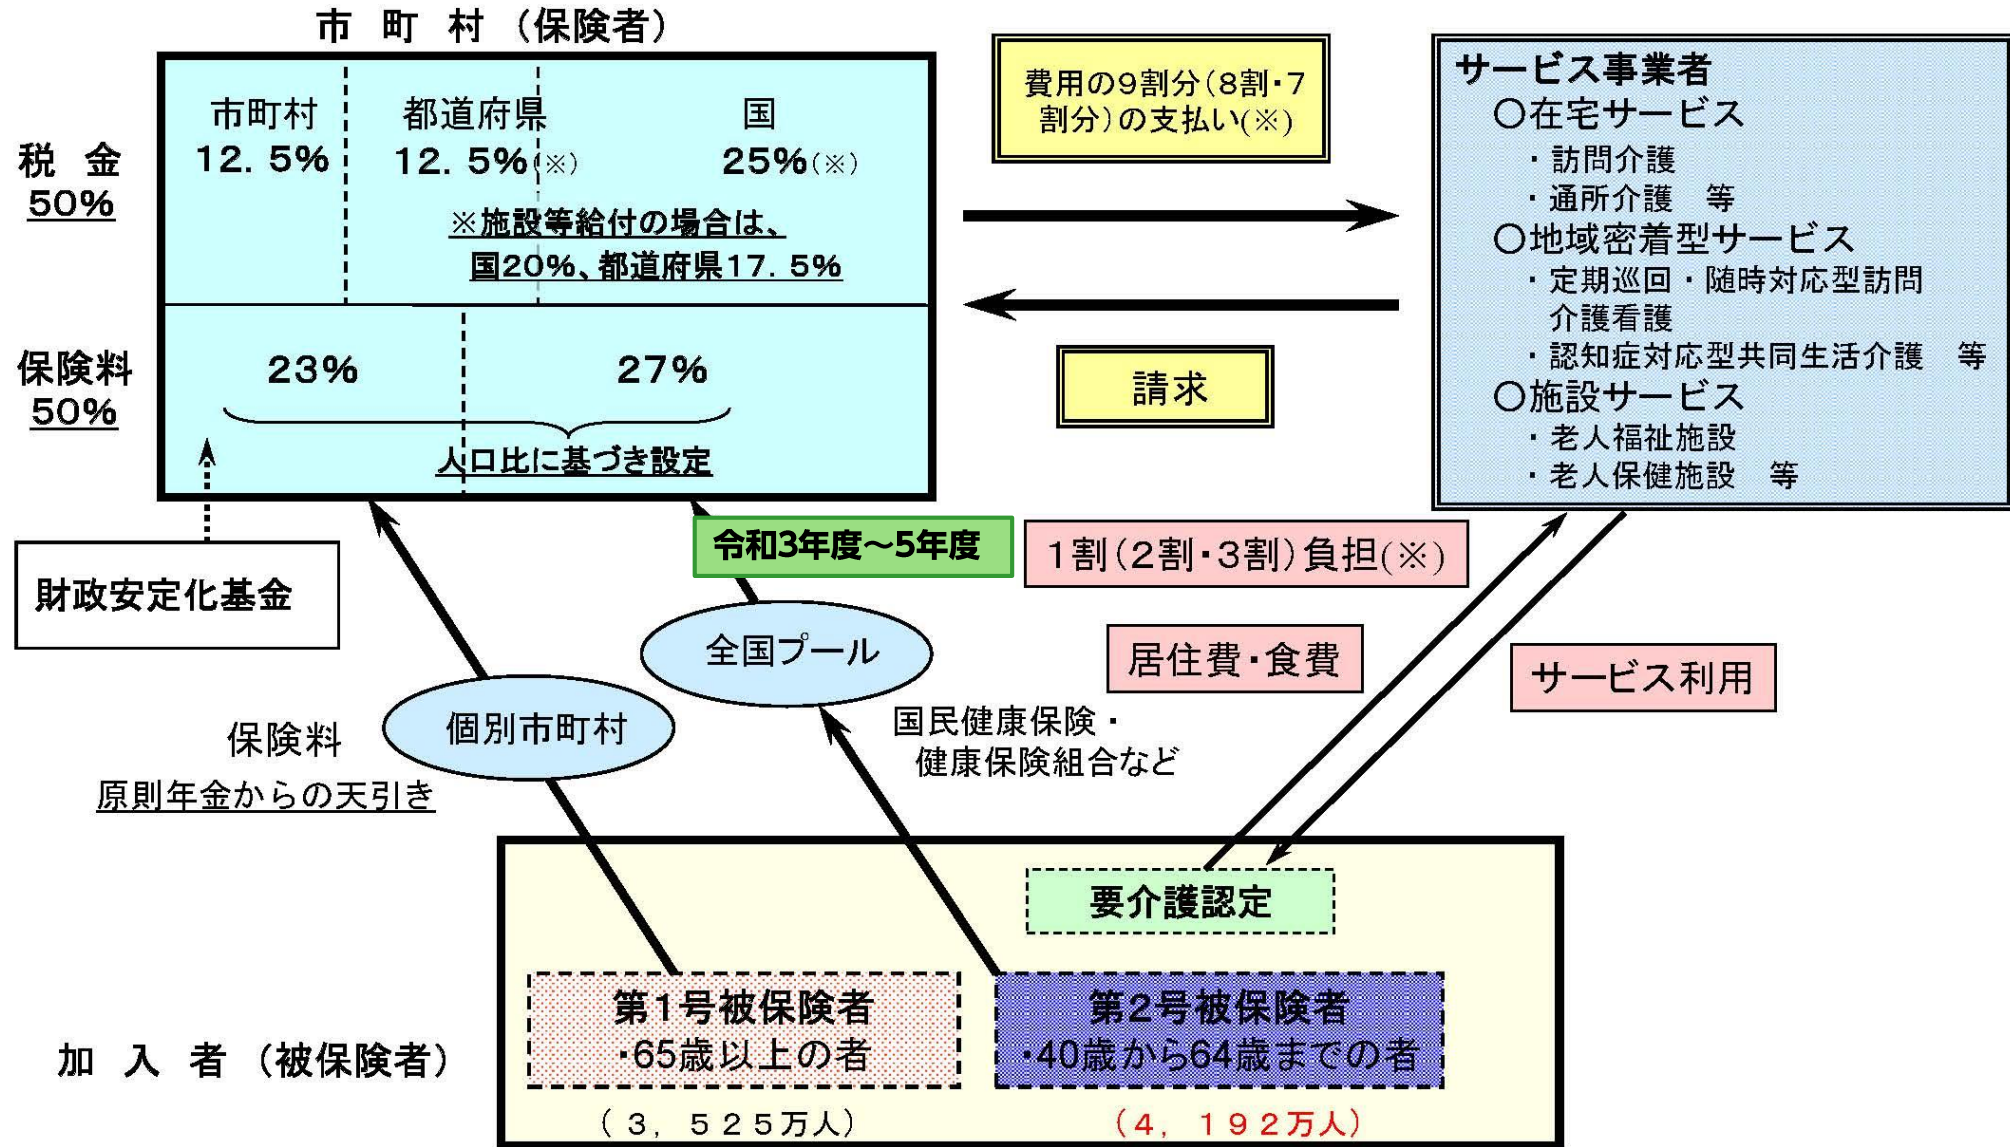 市 町 村 (保険者)
税 金
50%
市町村
12.5%
都道府県
12.5%(※)
国
25%(※)
※施設等給付の場合は、
国20%、都道府県17.5%
保険料
50%
23%
27%
人口比に基づき設定
財政安定化基金
費用の9割分(8割・7
割分)の支払い(※)
請求
サービス事業者
○在宅サービス
・訪問介護
・通所介護 等
○地域密着型サービス
・定期巡回・随時対応型訪問
介護看護
・認知症対応型共同生活介護 等
○施設サービス
・老人福祉施設
・老人保健施設 等
令和3年度～5年度
1割(2割・3割)負担(※)
居住費・食費
サービス利用
全国プール
個別市町村
保険料
原則年金からの天引き
国民健康保険・
健康保険組合など
要介護認定
加 入 者 (被保険者)
第1号被保険者
・65歳以上の者
(3,525万人)
第2号被保険者
・40歳から64歳までの者
(4,192万人)